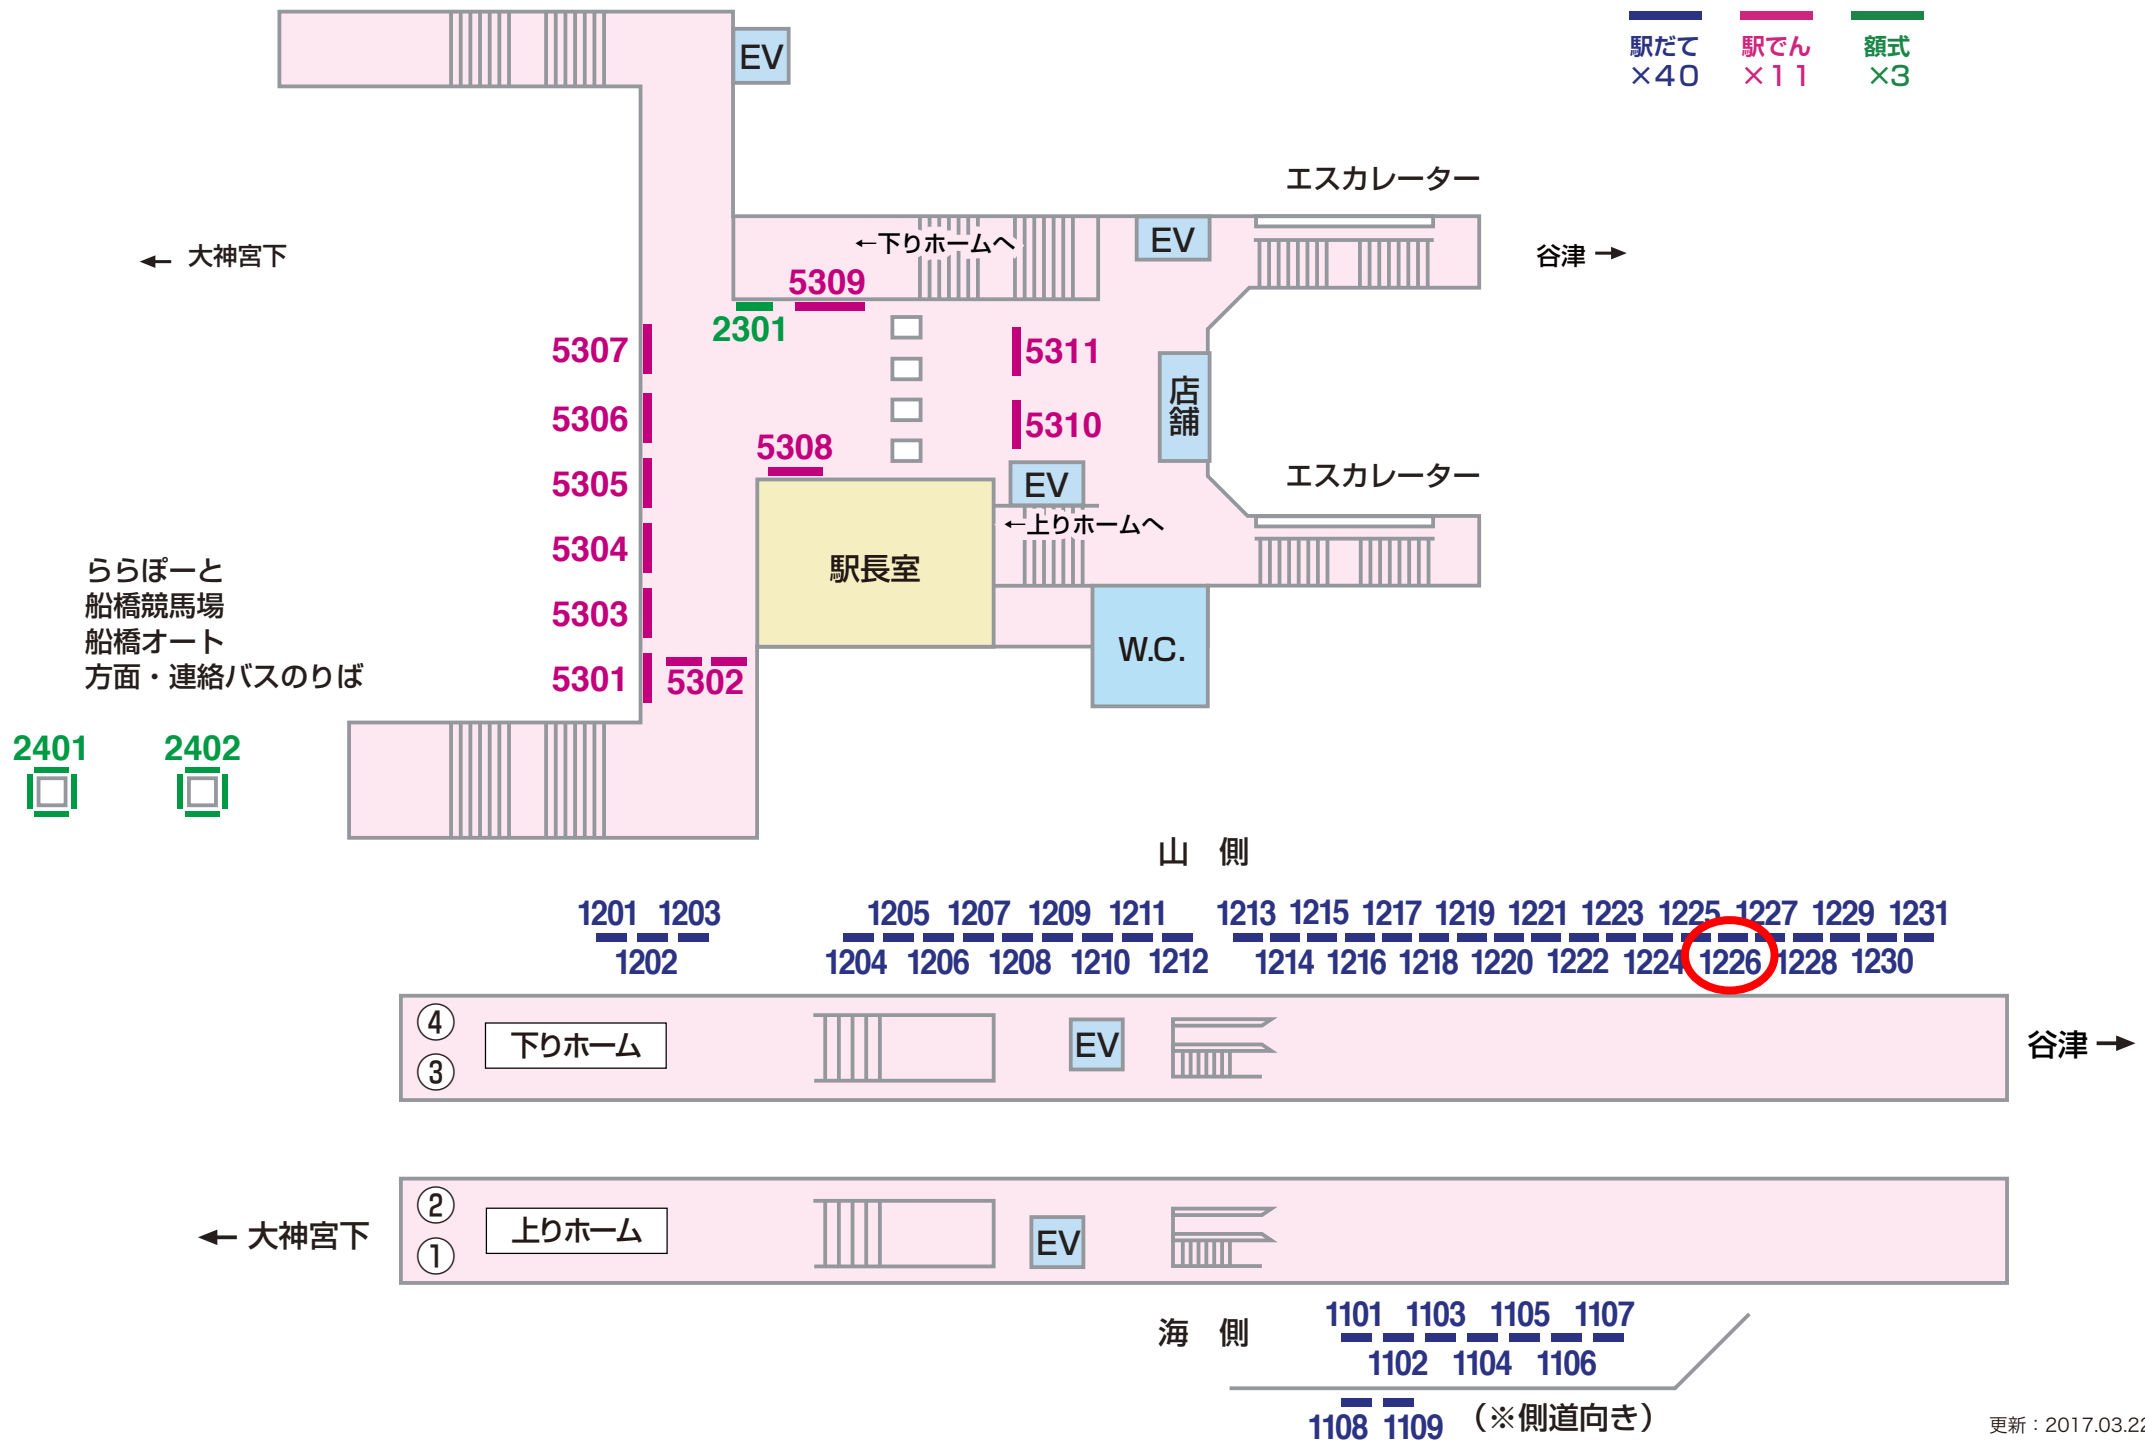 駅だて
×40
駅でん
×11
額式
×3
EV
エスカレーター
← 大神宮下
←下りホームへ
EV
谷津 →
5309
2301
5307
5311
店舗
5306
5310
5308
5305
EV
エスカレーター
←上りホームへ
5304
駅長室
ららぽーと
船橋競馬場
船橋オート
方面・連絡バスのりば
5303
W.C.
5301
5302
2401
2402
山 側
1201 1203 1205 1207 1209 1211 1213 1215 1217 1219 1221 1223 1225 1227 1229 1231
1202 1204 1206 1208 1210 1212 1214 1216 1218 1220 1222 1224 1226 1228 1230
④
下りホーム
EV
谷津 →
③
②
← 大神宮下
上りホーム
EV
①
海 側
1101 1103 1105 1107
1102 1104 1106
1108 1109 (※側道向き)
更新：2017.03.22